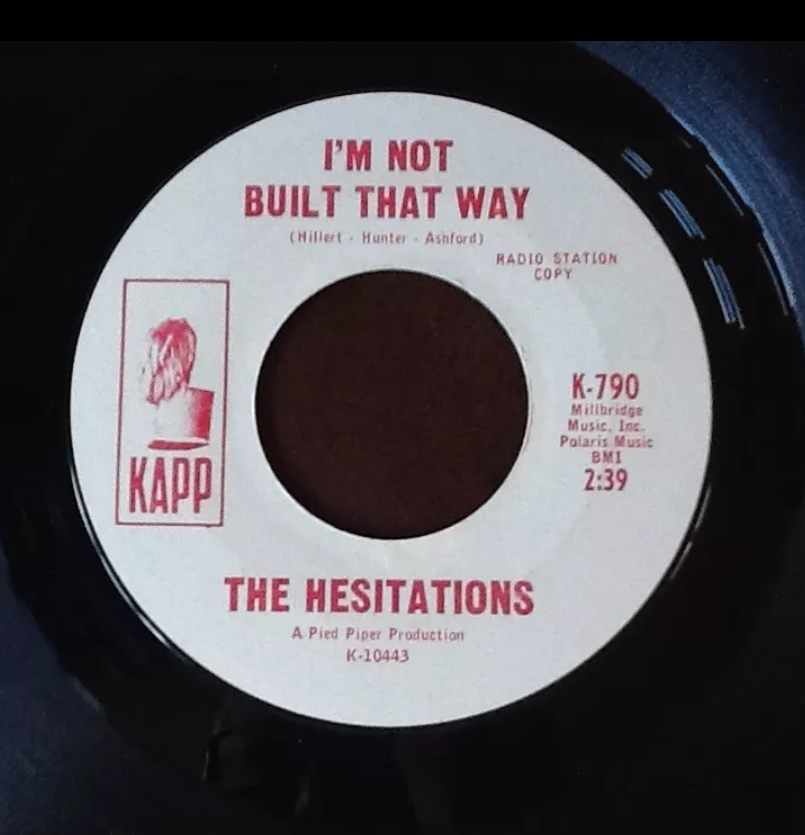 I'M NOT
BUILT THAT WAY
(Hillert - Hunter - Ashford)
RADIO STATION
COPY
KAPP
K-790
Millbridge
Music, Inc.
Polaris Music
BMI
2:39
THE HESITATIONS
A Pied Piper Production
K-10443